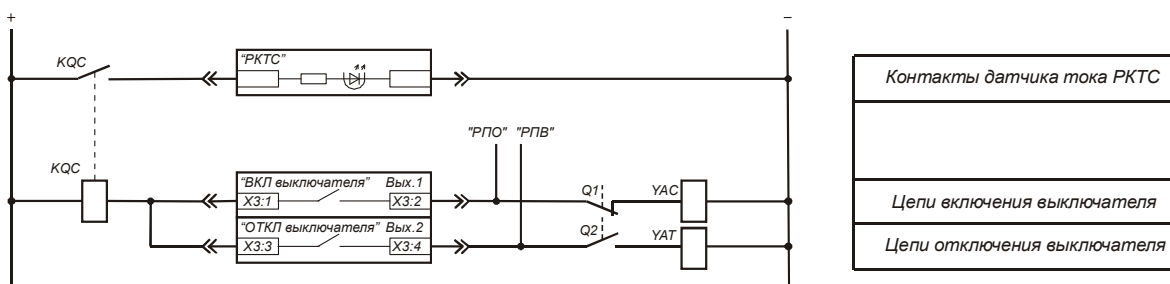 +
–
KQC
"РКТС"
Контакты датчика тока РКТС
"РПО" "РПВ"
KQC
"ВКЛ выключателя" Вых.1
X3:1
X3:2
Q1
YAC
Цепи включения выключателя
"ОТКЛ выключателя" Вых.2
X3:3
X3:4
Q2
YAT
Цепи отключения выключателя